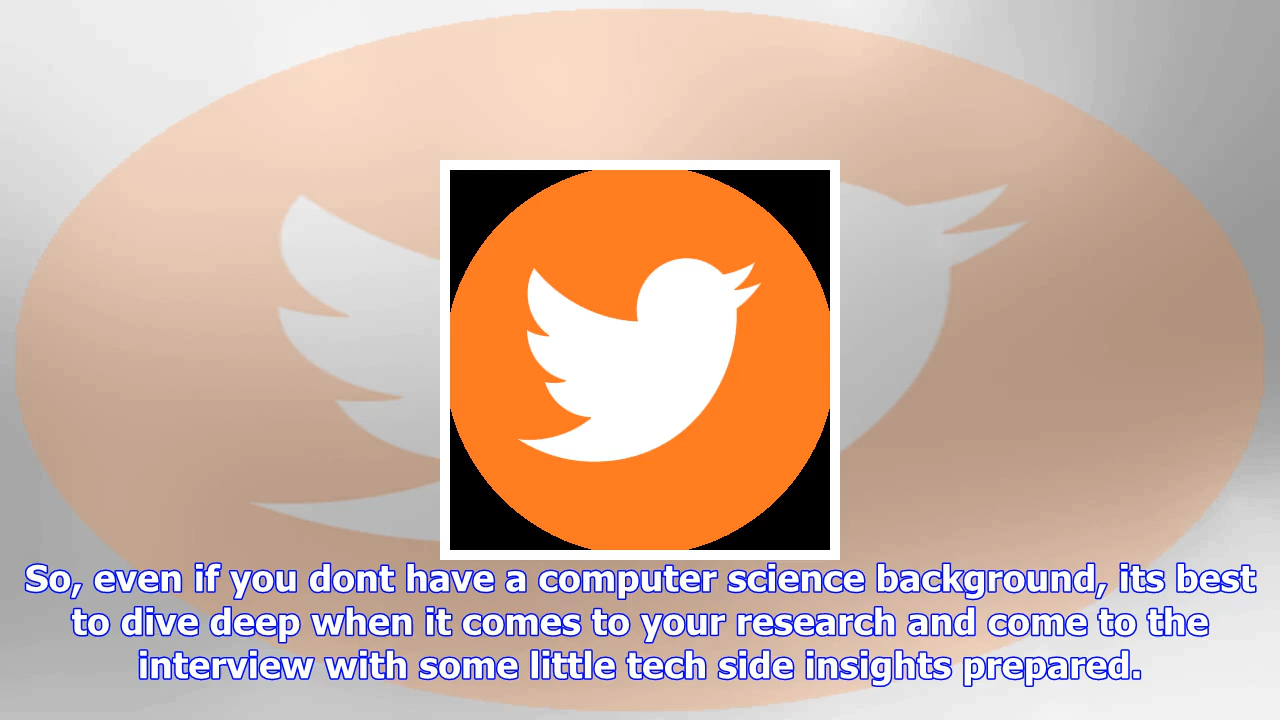 So, even if you dont have a computer science background, its best
to dive deep when it comes to your research and come to the
interview with some little tech side insights prepared.